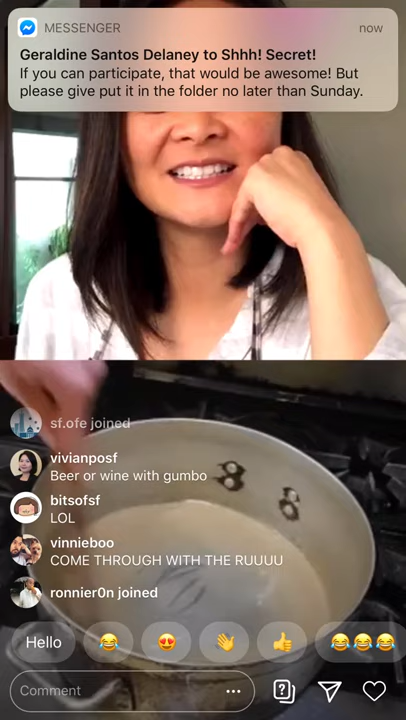 MESSENGER
now
Geraldine Santos Delaney to Shhh! Secret!
If you can participate, that would be awesome! But
please give put it in the folder no later than Sunday.
sf.ofe joined
vivianposf
Beer or wine with gumbo
bitsofsf
LOL
vinnieboo
COME THROUGH WITH THE RUUUU
ronnier0n joined
Hello
Comment